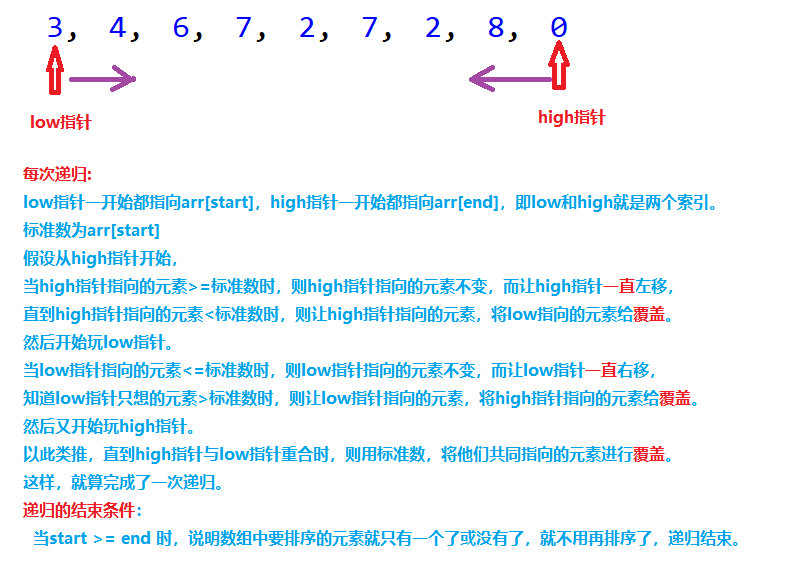 3, 4, 6, 7, 2, 7, 2, 8, 0
low指针
high指针
每次递归:
low指针一开始都指向arr[start]，high指针一开始都指向arr[end]，即low和high就是两个索引。
标准数为arr[start]
假设从high指针开始，
当high指针指向的元素>=标准数时，则high指针指向的元素不变，而让high指针一直左移，
直到high指针指向的元素<标准数时，则让high指针指向的元素，将low指向的元素给覆盖。
然后开始玩low指针。
当low指针指向的元素<=标准数时，则low指针指向的元素不变，而让low指针一直右移，
知道low指针只想的元素>标准数时，则让low指针指向的元素，将high指针指向的元素给覆盖。
然后又开始玩high指针。
以此类推，直到high指针与low指针重合时，则用标准数，将他们共同指向的元素进行覆盖。
这样，就算完成了一次递归。
递归的结束条件：
当start >= end 时，说明数组中要排序的元素就只有一个了或没有了，就不用再排序了，递归结束。